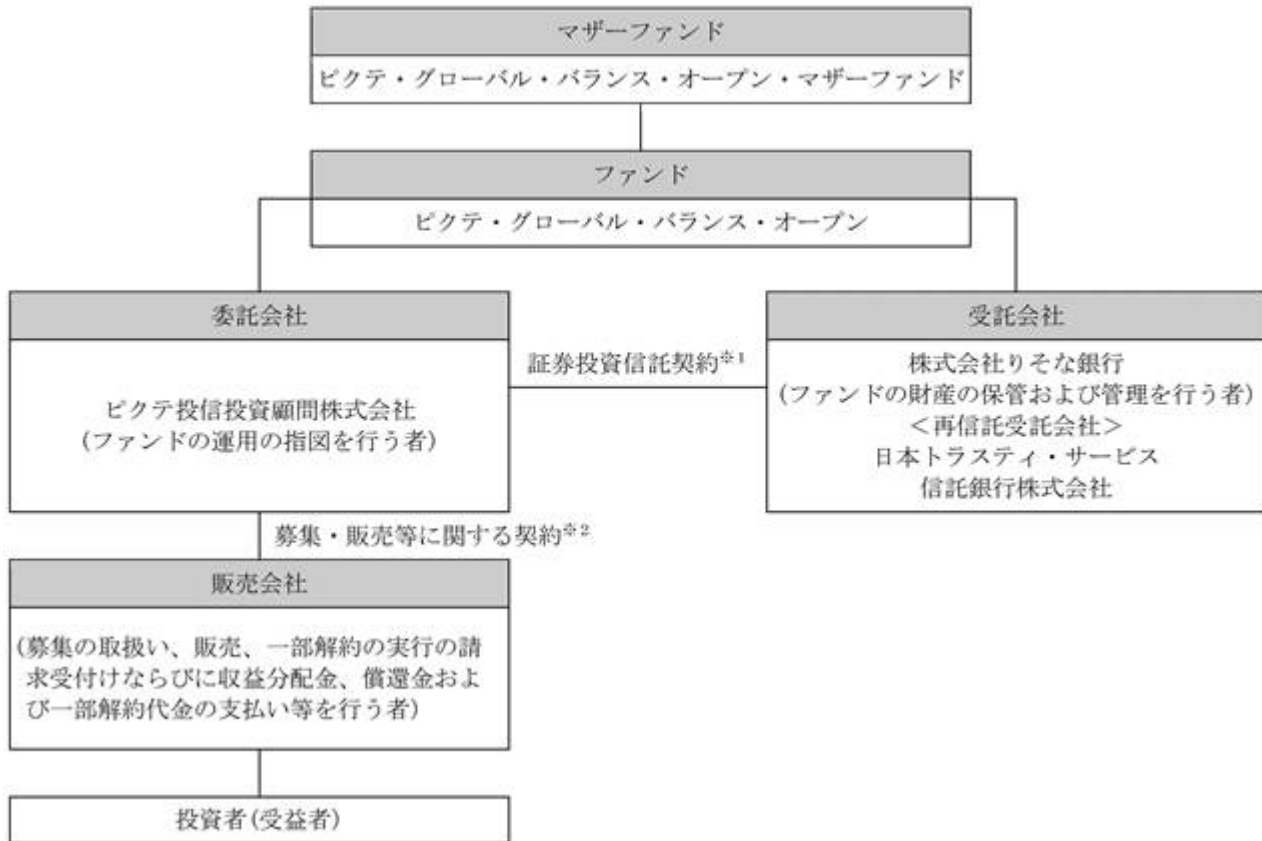 マザーファンド
ピクテ・グローバル・バランス・オープン・マザーファンド
ファンド
ピクテ・グローバル・バランス・オープン
委託会社
ピクテ投信投資顧問株式会社
(ファンドの運用の指図を行う者)
証券投資信託契約※1
受託会社
株式会社りそな銀行
(ファンドの財産の保管および管理を行う者)
<再信託受託会社>
日本トラスティ・サービス
信託銀行株式会社
募集・販売等に関する契約※2
販売会社
(募集の取扱い、販売、一部解約の実行の請
求受付けならびに収益分配金、償還金およ
び一部解約代金の支払い等を行う者)
投資者(受益者)